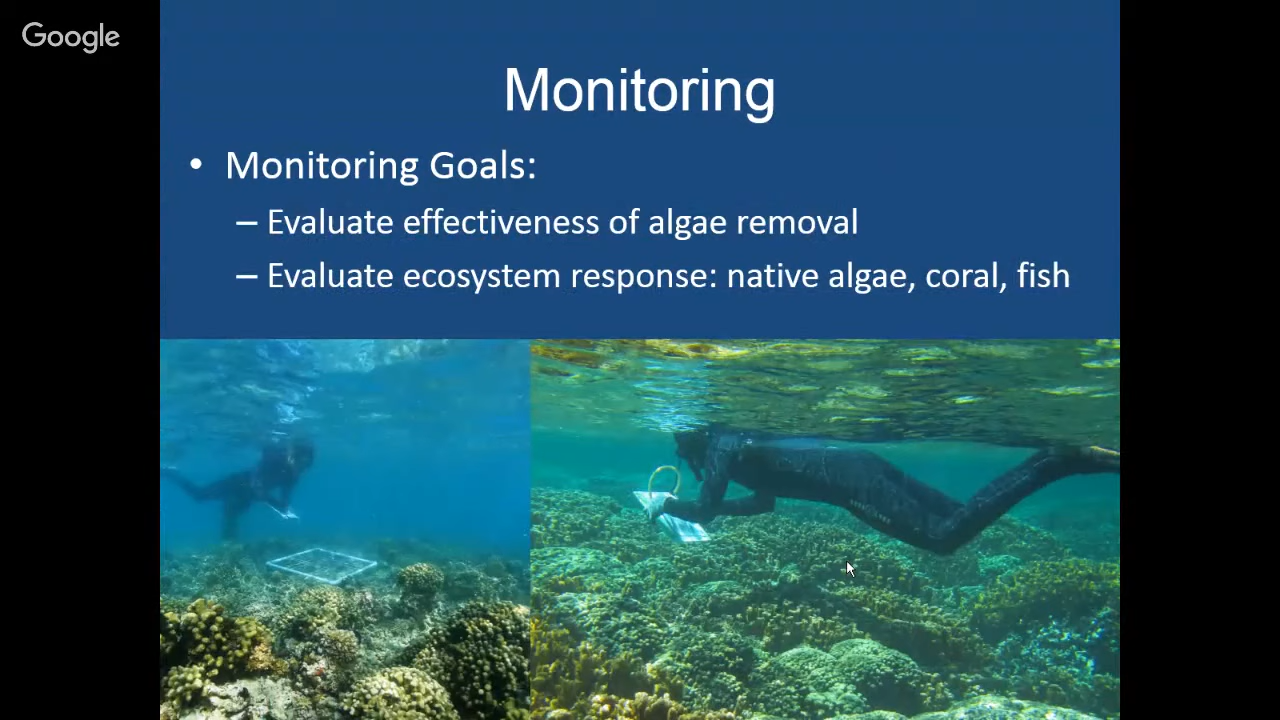 Google
Monitoring
• Monitoring Goals:
– Evaluate effectiveness of algae removal
– Evaluate ecosystem response: native algae, coral, fish